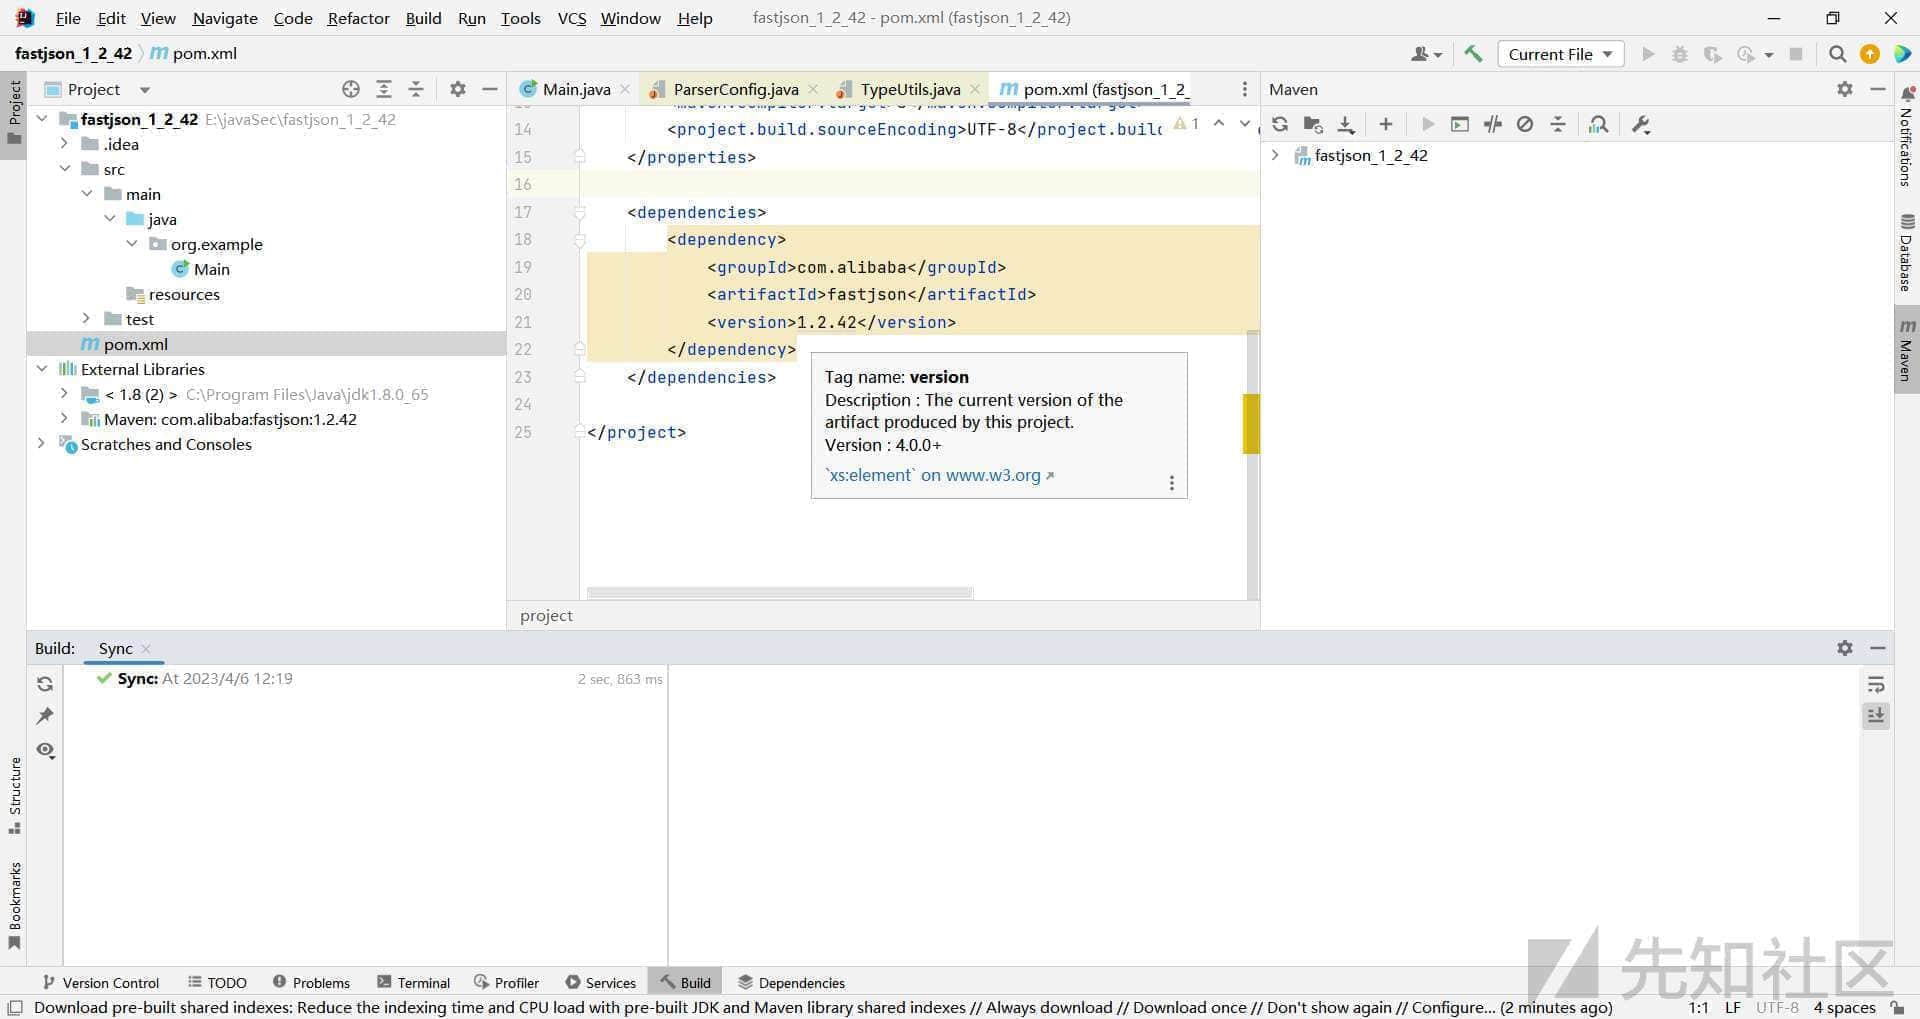 File Edit View Navigate Code Refactor Build Run Tools VCS Window Help fastjson_1_2_42 - pom.xml (fastjson_1_2_42)
fastjson_1_2_42 pom.xml
Current File
Project
Project
fastjson_1_2_42 E:\javaSec\fastjson_1_2_42
.idea
src
main
java
org.example
Main
resources
test
pom.xml
External Libraries
< 1.8 (2) > C:\Program Files\Java\jdk1.8.0_65
Maven: com.alibaba:fastjson:1.2.42
Scratches and Consoles
Main.java ParserConfig.java TypeUtils.java pom.xml (fastjson_1_2_
14 <project.build.sourceEncoding>UTF-8</project.build 1
15 </properties>
16
17 <dependencies>
18 <dependency>
19 <groupId>com.alibaba</groupId>
20 <artifactId>fastjson</artifactId>
21 <version>1.2.42</version>
22 </dependency>
23 </dependencies>
24
25 </project>
Tag name: version
Description : The current version of the
artifact produced by this project.
Version : 4.0.0+
`xs:element` on www.w3.org
project
Maven
fastjson_1_2_42
Notifications
Database
Maven
Build: Sync
Sync: At 2023/4/6 12:19 2 sec, 863 ms
Structure
Bookmarks
Version Control TODO Problems Terminal Profiler Services Build Dependencies
Download pre-built shared indexes: Reduce the indexing time and CPU load with pre-built JDK and Maven library shared indexes // Always download // Download once // Don't show again // Configure... (2 minutes ago) 1:1 LF UTF-8 4 spaces
先知社区